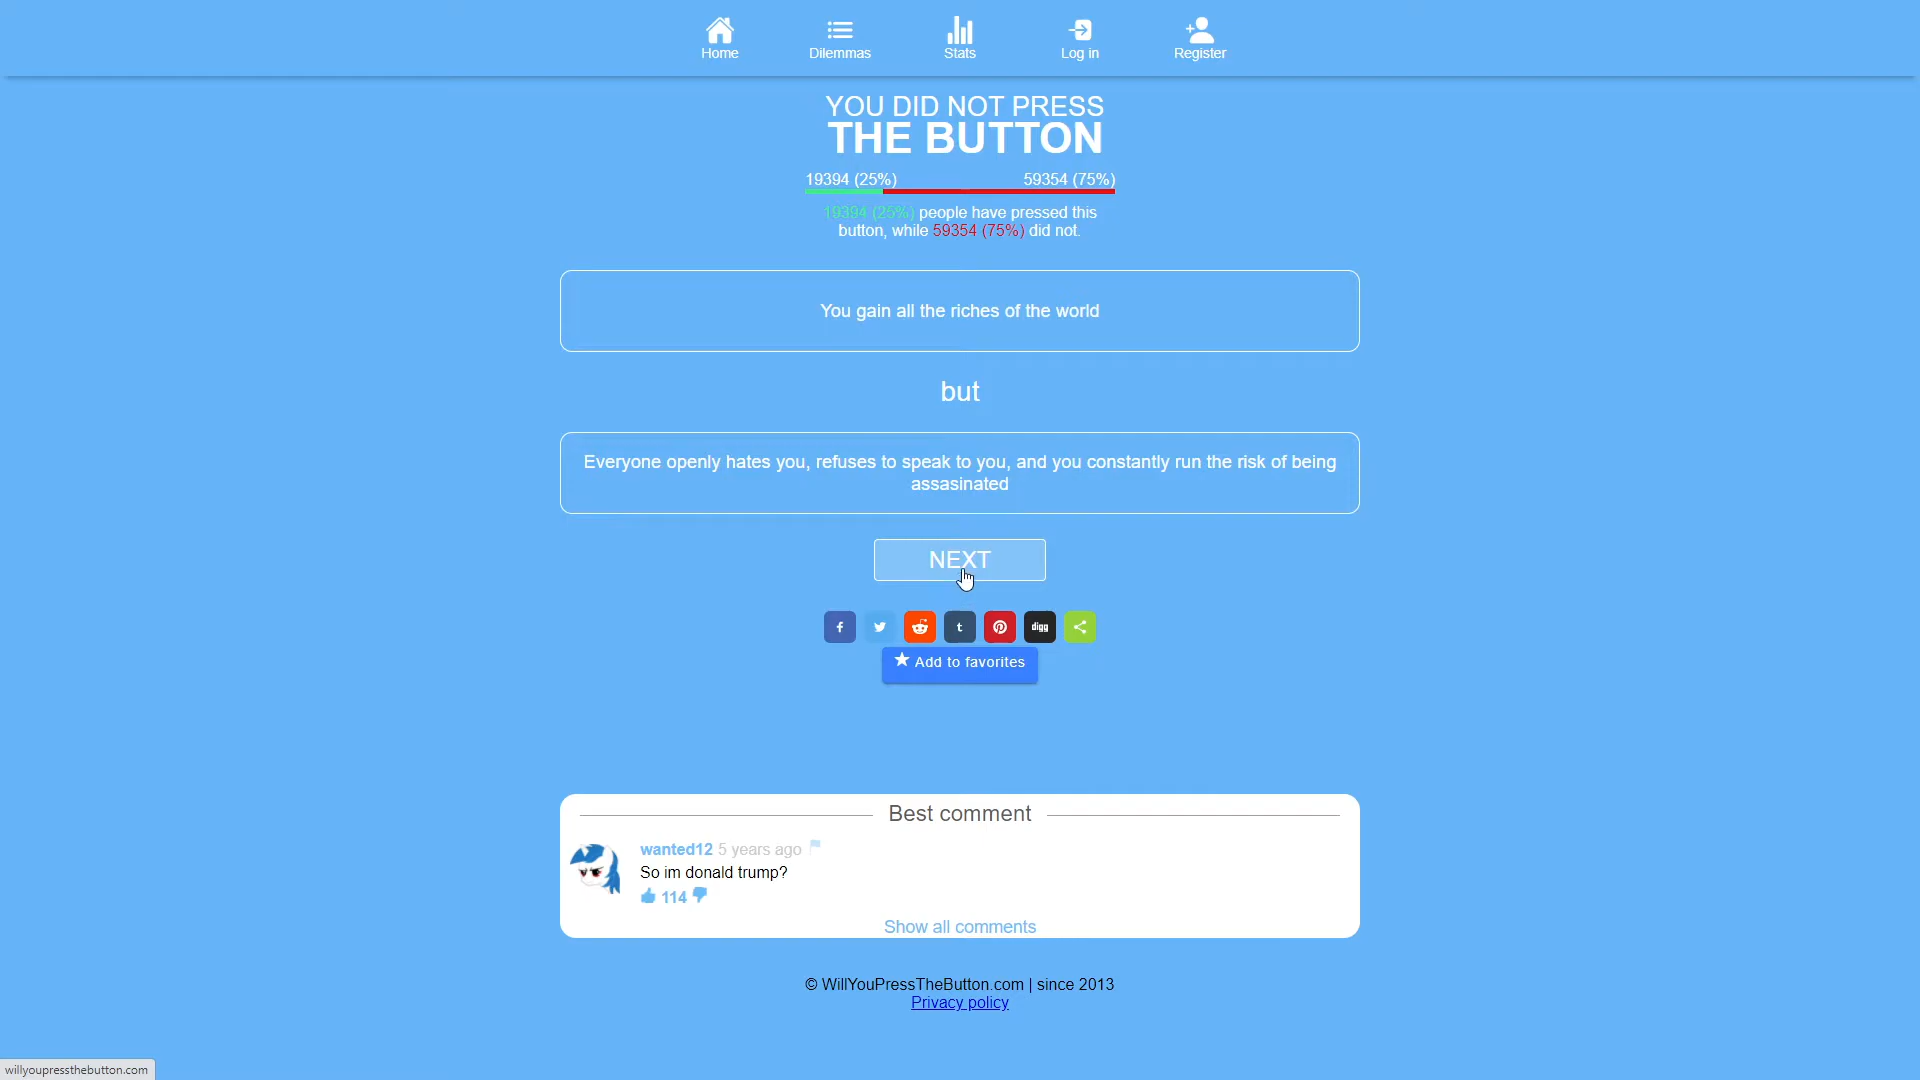 Home
Dilemmas
Stats
Log in
Register
YOU DID NOT PRESS
THE BUTTON
19394 (25%)
59354 (75%)
19394 (25%) people have pressed this
button, while 59354 (75%) did not.
You gain all the riches of the world
but
Everyone openly hates you, refuses to speak to you, and you constantly run the risk of being
assasinated
NEXT
f
t
digg
Add to favorites
Best comment
wanted12 5 years ago
So im donald trump?
114
Show all comments
© WillYouPressTheButton.com | since 2013
Privacy policy
willyoupressthebutton.com